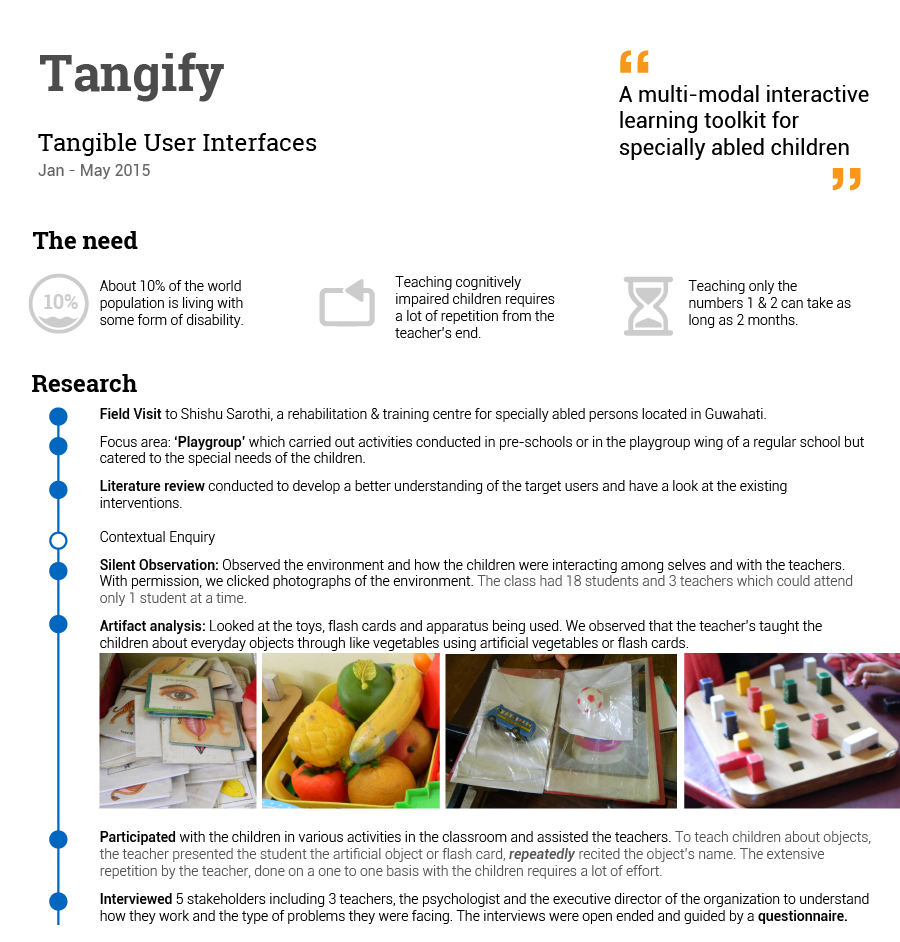 Tangify
Tangible User Interfaces
Jan - May 2015
“
A multi-modal interactive
learning toolkit for
specially abled children
”
The need
10%
About 10% of the world
population is living with
some form of disability.
Teaching cognitively
impaired children requires
a lot of repetition from the
teacher's end.
Teaching only the
numbers 1 & 2 can take as
long as 2 months.
Research
Field Visit to Shishu Sarothi, a rehabilitation & training centre for specially abled persons located in Guwahati.
Focus area: ‘Playgroup’ which carried out activities conducted in pre-schools or in the playgroup wing of a regular school but
catered to the special needs of the children.
Literature review conducted to develop a better understanding of the target users and have a look at the existing
interventions.
Contextual Enquiry
Silent Observation: Observed the environment and how the children were interacting among selves and with the teachers.
With permission, we clicked photographs of the environment. The class had 18 students and 3 teachers which could attend
only 1 student at a time.
Artifact analysis: Looked at the toys, flash cards and apparatus being used. We observed that the teacher's taught the
children about everyday objects through like vegetables using artificial vegetables or flash cards.
Participated with the children in various activities in the classroom and assisted the teachers. To teach children about objects,
the teacher presented the student the artificial object or flash card, repeatedly recited the object's name. The extensive
repetition by the teacher, done on a one to one basis with the children requires a lot of effort.
Interviewed 5 stakeholders including 3 teachers, the psychologist and the executive director of the organization to understand
how they work and the type of problems they were facing. The interviews were open ended and guided by a questionnaire.